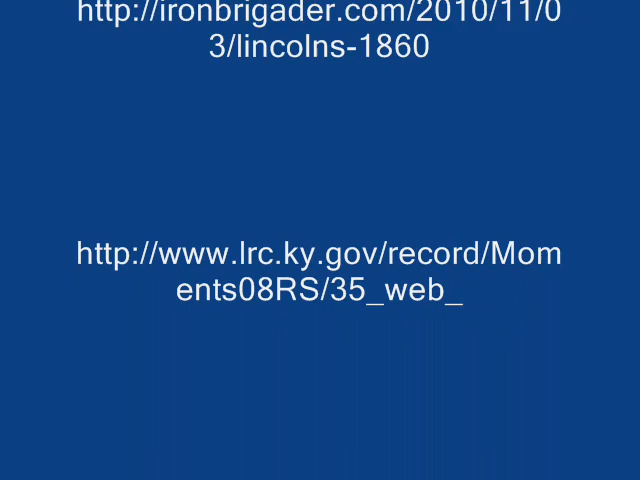 http://ironbrigader.com/2010/11/0
3/lincolns-1860
http://www.lrc.ky.gov/record/Mom
ents08RS/35_web_